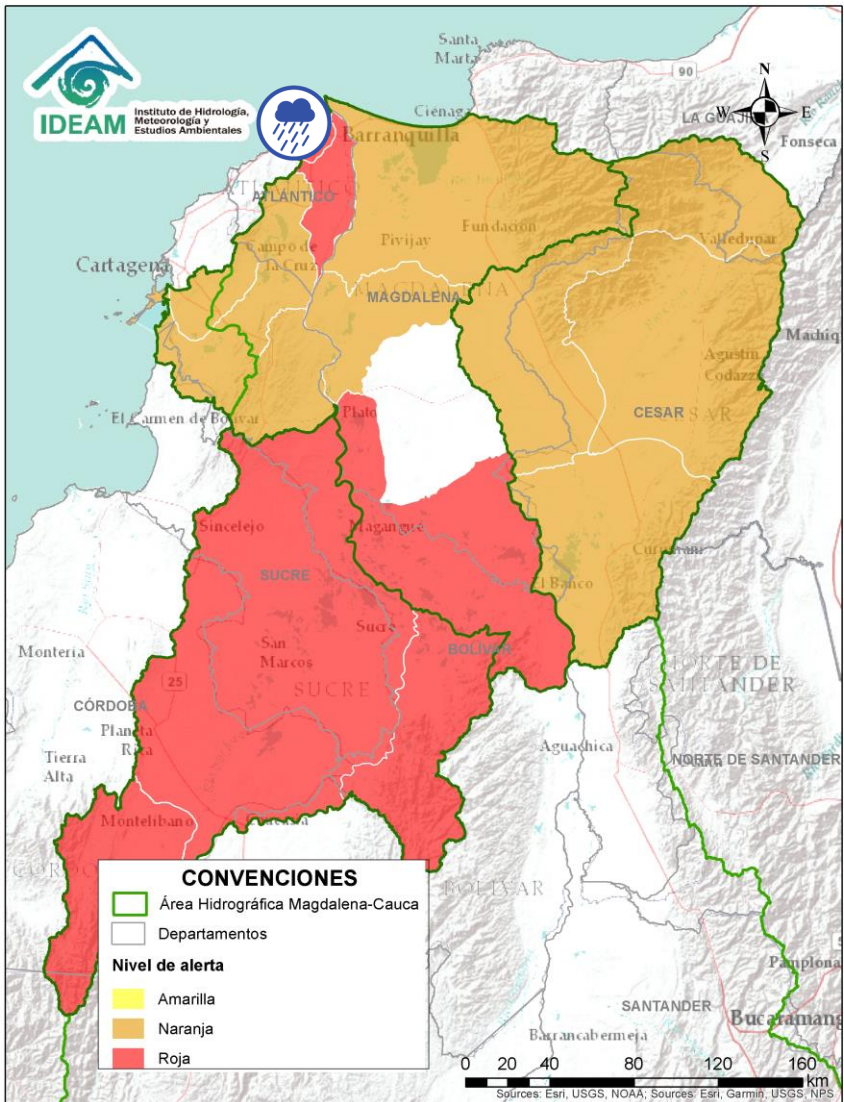 IDEAM
Instituto de Hidrología,
Meteorología y
Estudios Ambientales
Santa
Marta
90
N
W
E
S
Ciénaga
LA GUAJI
Fonseca
Barranquilla
ATLÁNTICO
Fundación
Valledupar
Pivijay
Campo de
la Cruz
Cartagena
MAGDALENA
Machiq
Agustín
Codazzi
El Carmen de Bolívar
Plato
CESAR
Sincelejo
Magangué
Curumaní
SUCRE
El Banco
Sucre
Montería
San
Marcos
BOLÍVAR
NORTE DE
SANTANDER
25
SUCRE
CÓRDOBA
Planeta
Rica
Aguachica
Tierra
Alta
NORTE DE SANTANDER
Montelíbano
Caucasia
BOLÍVAR
CONVENCIONES
Área Hidrográfica Magdalena-Cauca
Departamentos
Nivel de alerta
Amarilla
Naranja
Roja
Pamplona
SANTANDER
Bucaramang
Barrancabermeja
0 20 40 80 120 160
km
Sources: Esri, USGS, NOAA; Sources: Esri, Garmin, USGS, NPS